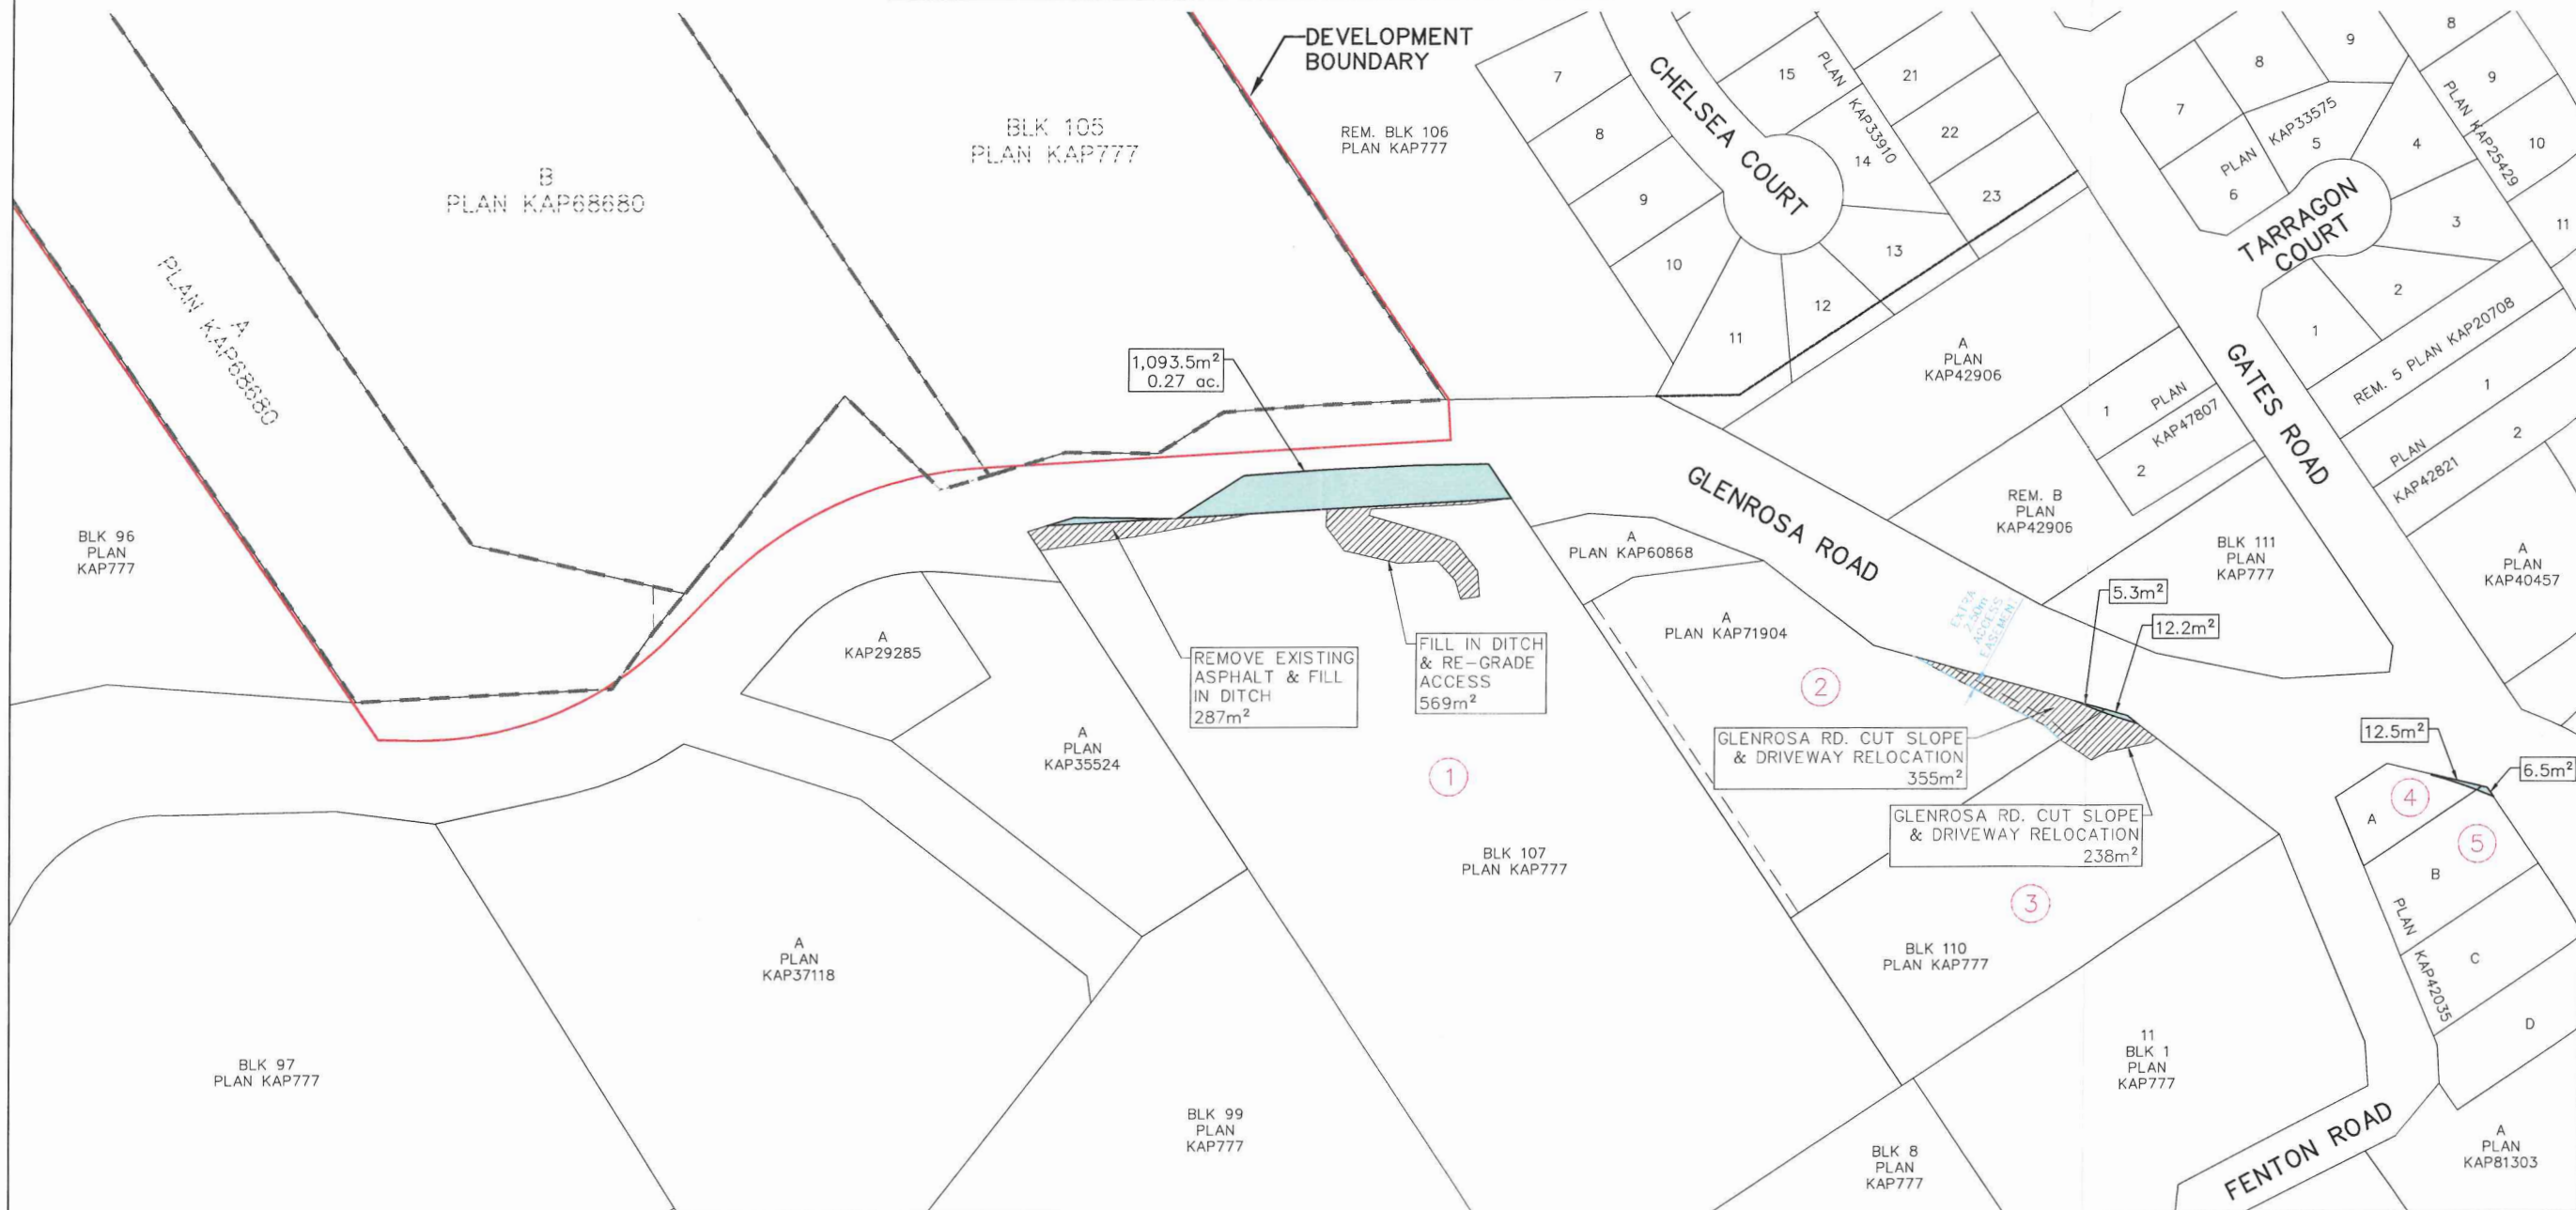 DEVELOPMENT
BOUNDARY
BLK 105
PLAN KAP777
REM. BLK 106
PLAN KAP777
B
PLAN KAP68680
A
PLAN KAP68680
BLK 96
PLAN
KAP777
1,093.5m²
0.27 ac.
7
8
9
10
11
12
13
14
15
PLAN KAP33910
21
22
23
CHELSEA COURT
8
9
7
8
9
10
11
PLAN KAP33575
PLAN KAP25429
6
5
4
3
2
1
TARRAGON
COURT
REM. 5 PLAN KAP20708
1
2
PLAN
KAP42821
GATES ROAD
A
PLAN
KAP42906
1
PLAN
KAP47807
2
REM. B
PLAN
KAP42906
BLK 111
PLAN
KAP777
A
PLAN
KAP40457
GLENROSA ROAD
A
PLAN KAP60868
A
PLAN KAP71904
EXTRA
2.50m
ACCESS
EASEMENT
5.3m²
12.2m²
12.5m²
6.5m²
A
KAP29285
A
PLAN
KAP35524
REMOVE EXISTING
ASPHALT & FILL
IN DITCH
287m²
FILL IN DITCH
& RE-GRADE
ACCESS
569m²
1
2
GLENROSA RD. CUT SLOPE
& DRIVEWAY RELOCATION
355m²
GLENROSA RD. CUT SLOPE
& DRIVEWAY RELOCATION
238m²
3
4
A
5
B
C
D
PLAN KAP42035
BLK 107
PLAN KAP777
BLK 110
PLAN KAP777
A
PLAN
KAP37118
BLK 97
PLAN KAP777
BLK 99
PLAN
KAP777
11
BLK 1
PLAN
KAP777
BLK 8
PLAN
KAP777
FENTON ROAD
A
PLAN
KAP81303